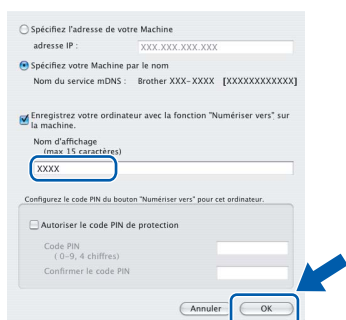 Spécifiez l'adresse de votre Machine
adresse IP : XXX.XXX.XXX.XXX
Spécifiez votre Machine par le nom
Nom du service mDNS : Brother XXX-XXXX [XXXXXXXXXXXX]
Enregistrez votre ordinateur avec la fonction "Numériser vers" sur
la machine.
Nom d'affichage
(max 15 caractères)
XXXX
Configurez le code PIN du bouton "Numériser vers" pour cet ordinateur.
Autoriser le code PIN de protection
Code PIN
( 0-9, 4 chiffres)
Confirmer le code PIN
Annuler OK